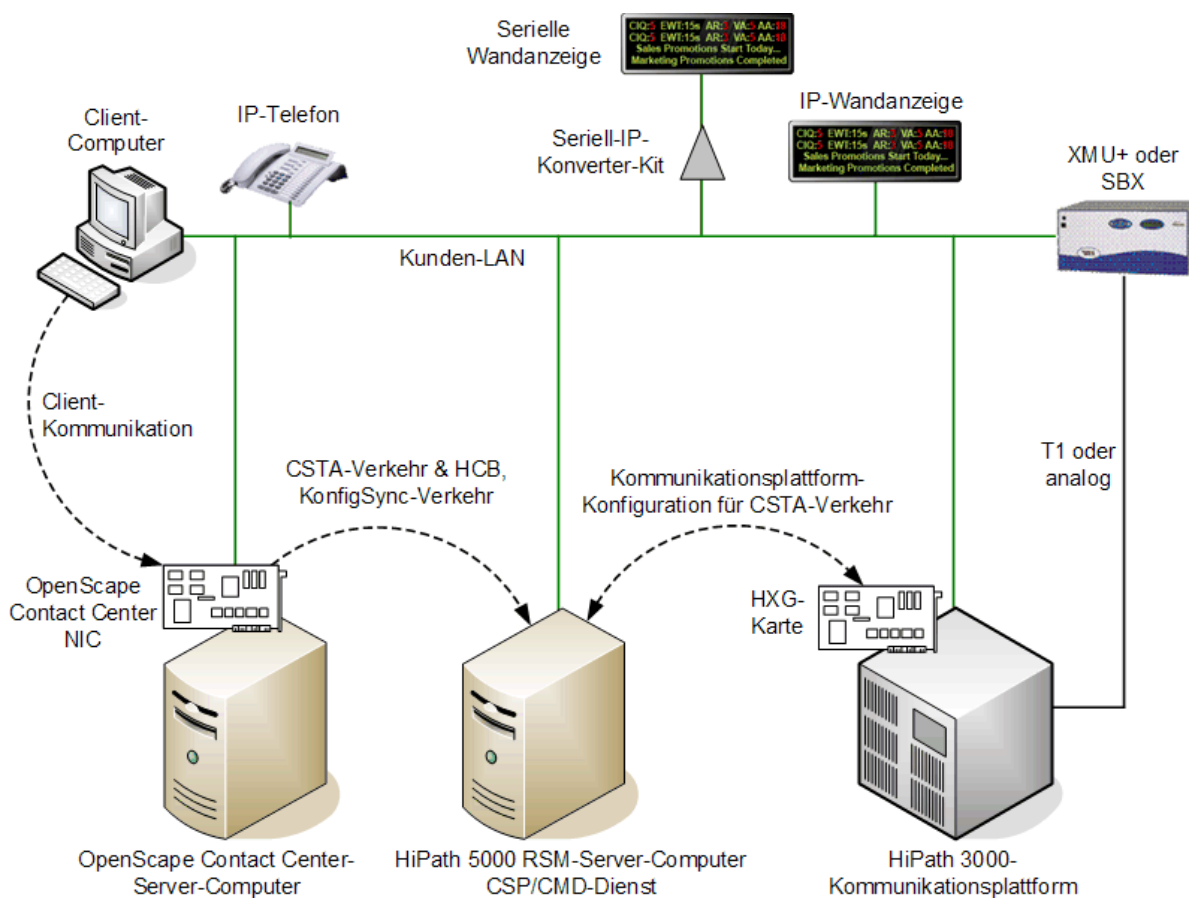 Serielle
Wandanzeige
CIQ:5 EWT:15s AR:3 VA:5 AA:10
CIQ:5 EWT:15s AR:3 VA:5 AA:10
Sales Promotions Start Today...
Marketing Promotions Completed
IP-Wandanzeige
CIQ:5 EWT:15s AR:3 VA:5 AA:10
CIQ:5 EWT:15s AR:3 VA:5 AA:10
Sales Promotions Start Today...
Marketing Promotions Completed
Client-
Computer
IP-Telefon
Seriell-IP-
Konverter-Kit
XMU+ oder
SBX
Kunden-LAN
Client-
Kommunikation
CSTA-Verkehr & HCB,
KonfigSync-Verkehr
Kommunikationsplattform-
Konfiguration für CSTA-Verkehr
T1 oder
analog
OpenScape
Contact Center
NIC
HXG-
Karte
OpenScape Contact Center-
Server-Computer
HiPath 5000 RSM-Server-Computer
CSP/CMD-Dienst
HiPath 3000-
Kommunikationsplattform